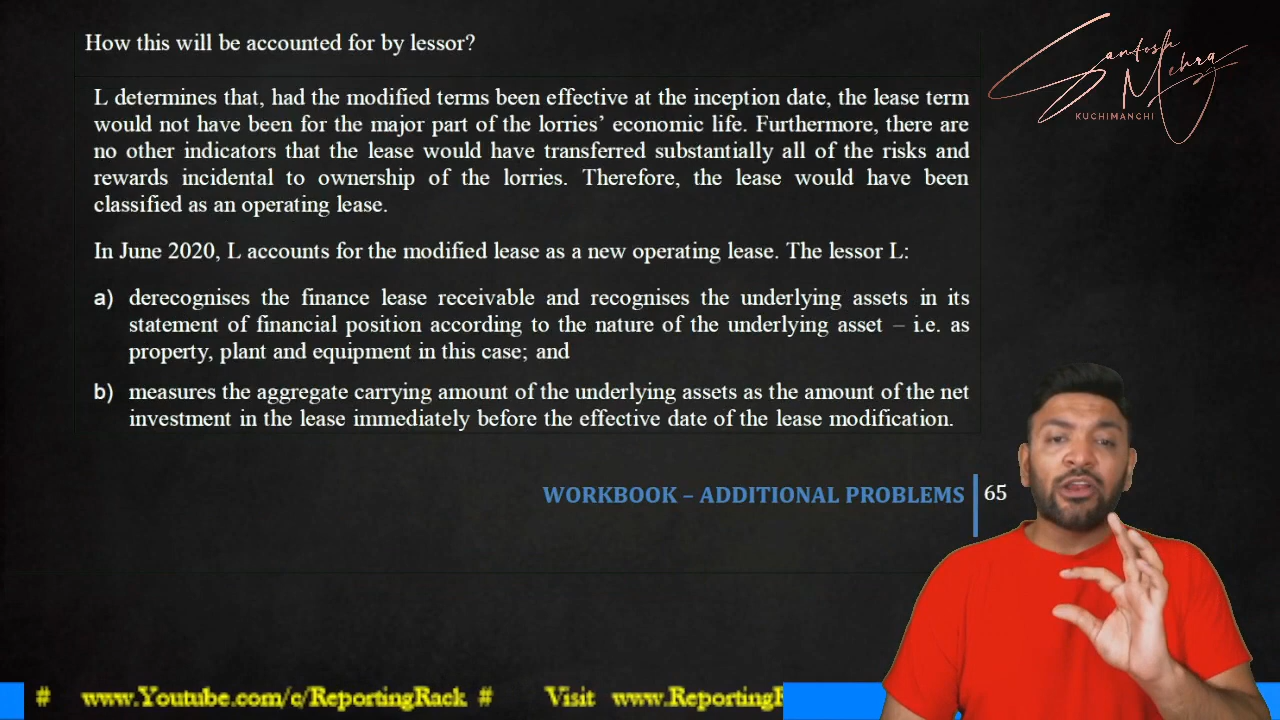 How this will be accounted for by lessor?
Santosh
Mehra
KUCHIMANCHI
L determines that, had the modified terms been effective at the inception date, the lease term
would not have been for the major part of the lorries’ economic life. Furthermore, there are
no other indicators that the lease would have transferred substantially all of the risks and
rewards incidental to ownership of the lorries. Therefore, the lease would have been
classified as an operating lease.
In June 2020, L accounts for the modified lease as a new operating lease. The lessor L:
a) derecognises the finance lease receivable and recognises the underlying assets in its
statement of financial position according to the nature of the underlying asset – i.e. as
property, plant and equipment in this case; and
b) measures the aggregate carrying amount of the underlying assets as the amount of the net
investment in the lease immediately before the effective date of the lease modification.
WORKBOOK – ADDITIONAL PROBLEMS 65
# www.Youtube.com/c/ReportingRack # Visit www.ReportingR